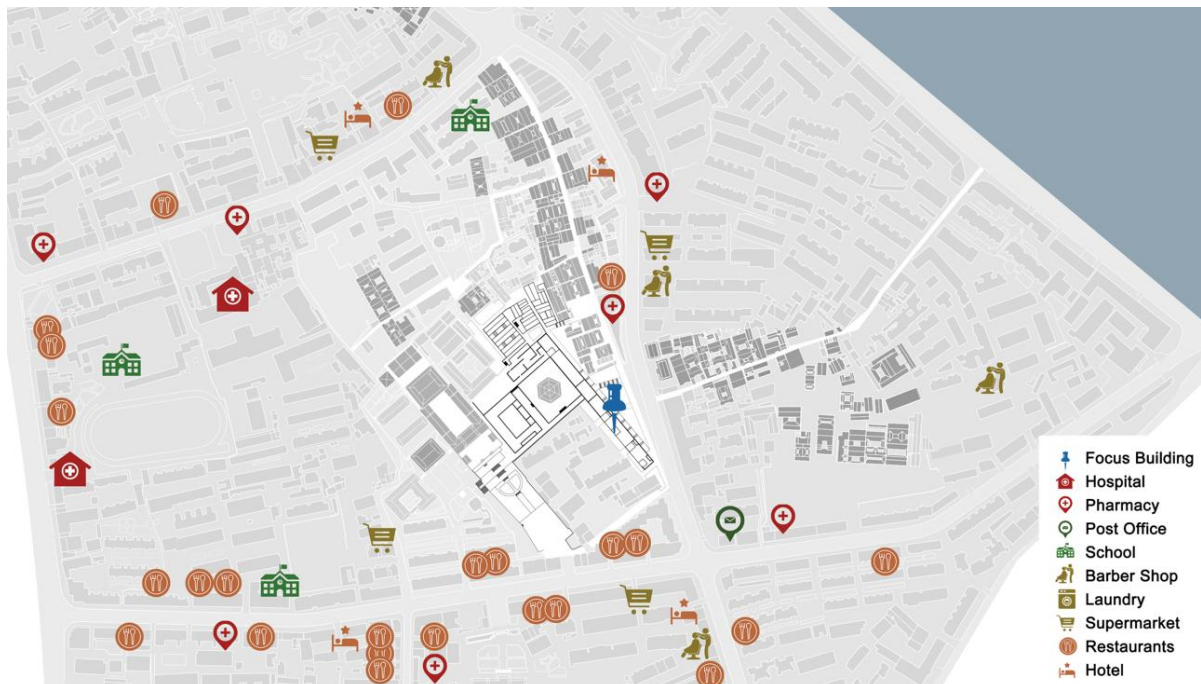 Focus Building
Hospital
Pharmacy
Post Office
School
Barber Shop
Laundry
Supermarket
Restaurants
Hotel